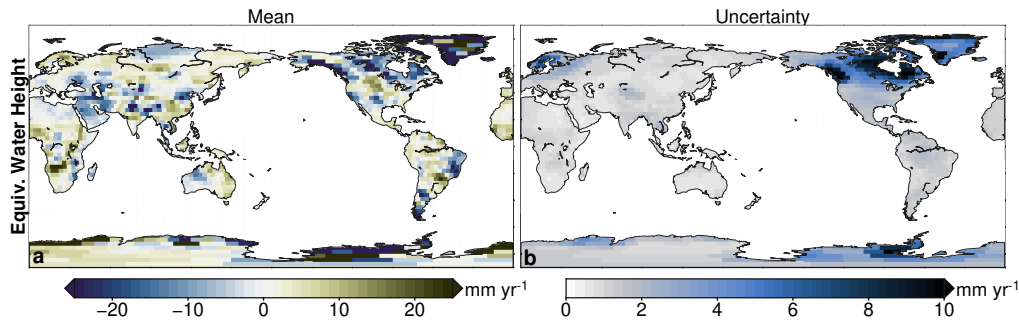 Mean
Uncertainty
Equiv. Water Height
a
b
−20 −10 0 10 20 mm yr⁻¹
0 2 4 6 8 10 mm yr⁻¹